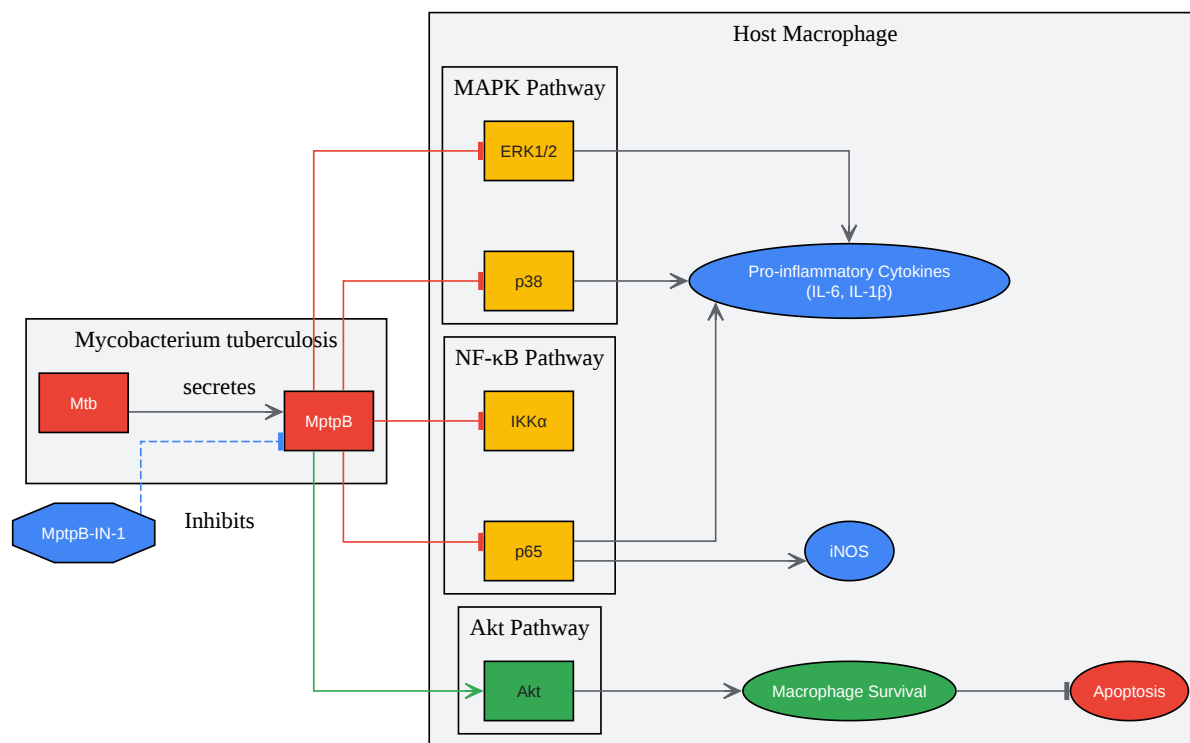 Host Macrophage
MAPK Pathway
ERK1/2
p38
Pro-inflammatory Cytokines
(IL-6, IL-1β)
Mycobacterium tuberculosis
Mtb
secretes
MptpB
MptpB-IN-1
Inhibits
NF-κB Pathway
IKKα
p65
iNOS
Akt Pathway
Akt
Macrophage Survival
Apoptosis